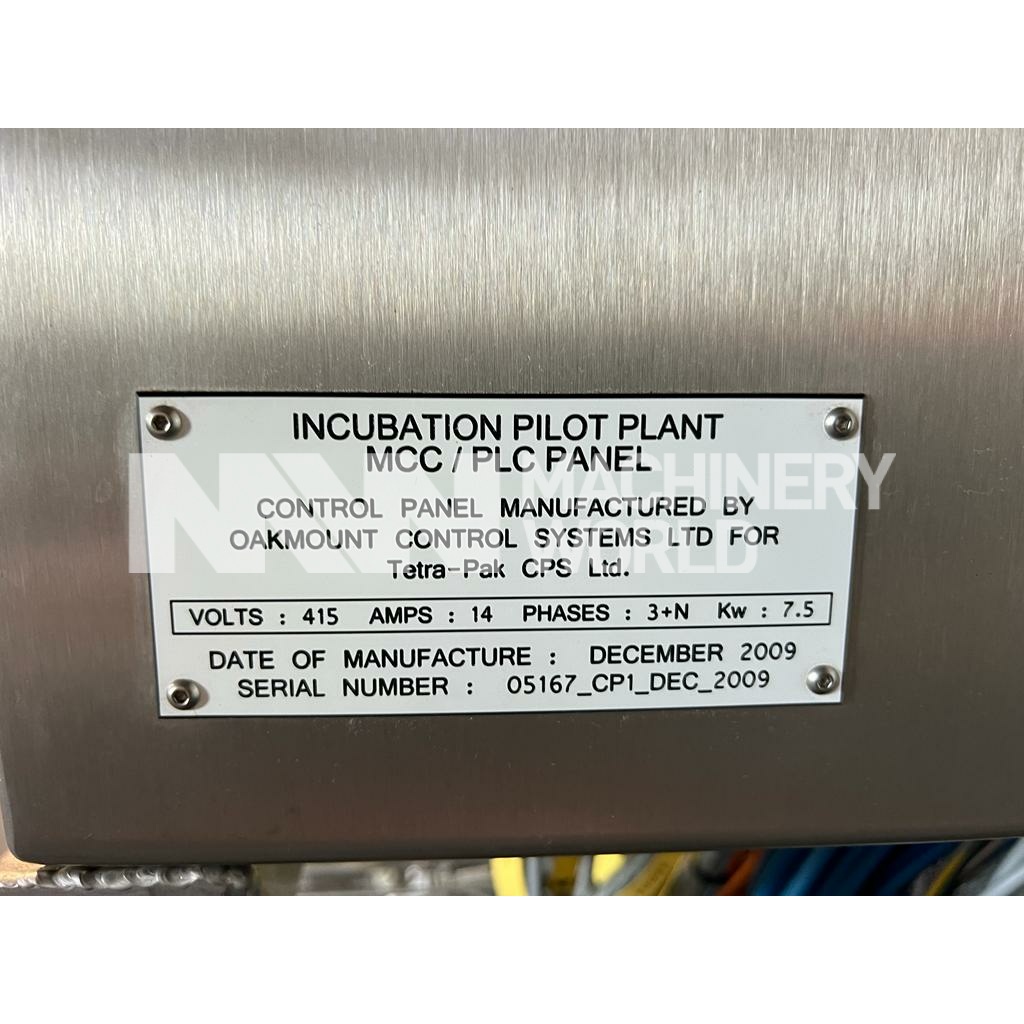 INCUBATION PILOT PLANT
MCC / PLC PANEL
CONTROL PANEL MANUFACTURED BY
OAKMOUNT CONTROL SYSTEMS LTD FOR
Tetra-Pak CPS Ltd.
VOLTS : 415 AMPS : 14 PHASES : 3+N Kw : 7.5
DATE OF MANUFACTURE : DECEMBER 2009
SERIAL NUMBER : 05167_CP1_DEC_2009
MACHINERY
WORLD